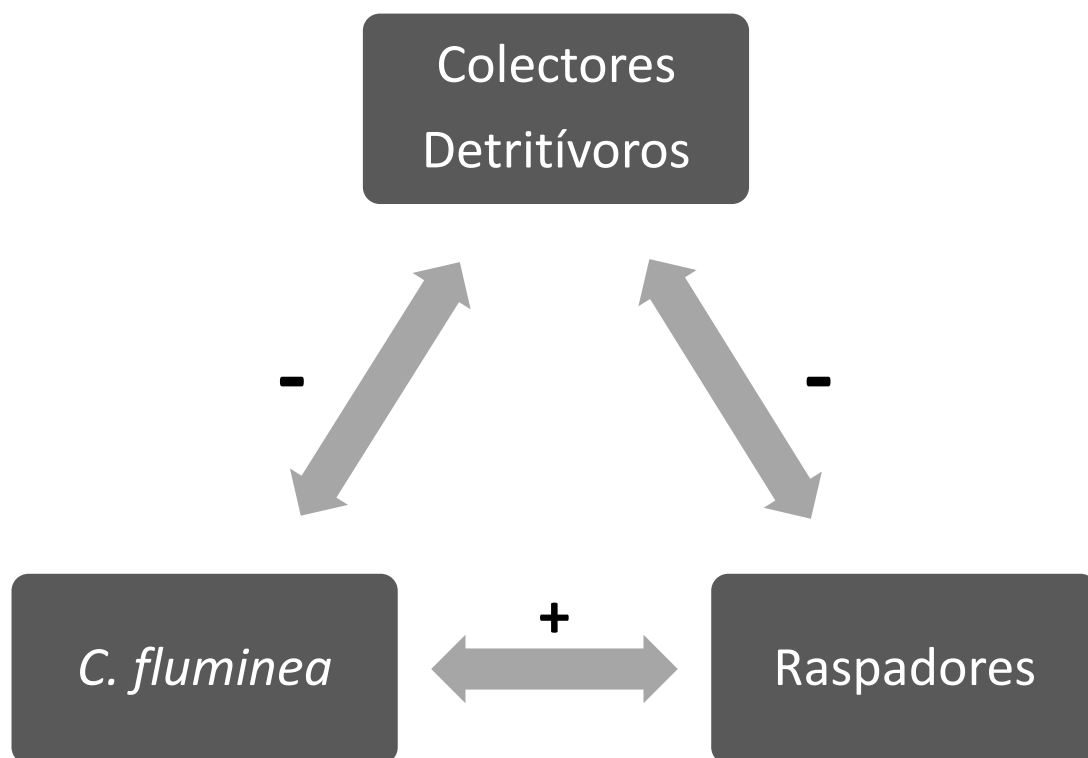 Colectores
Detritívoros
-
-
+
C. fluminea
Raspadores